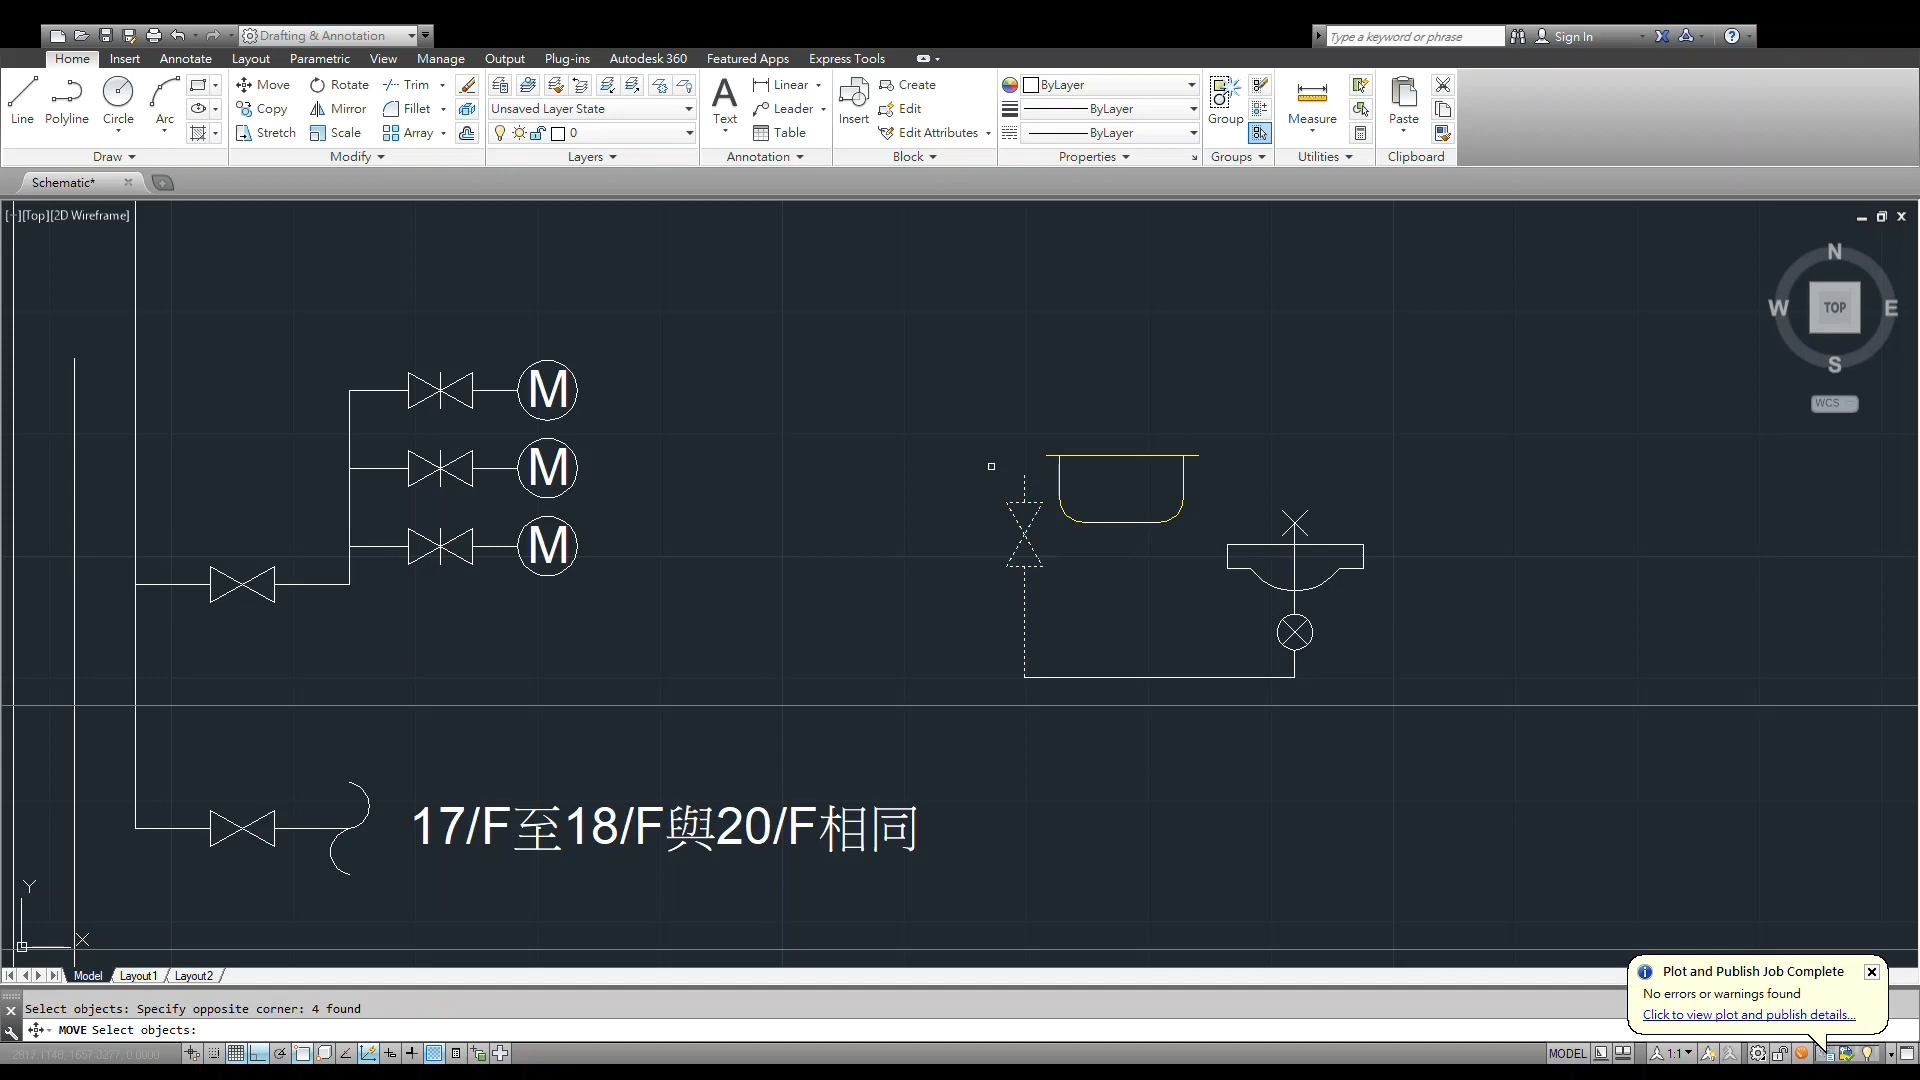 Drafting & Annotation
Type a keyword or phrase
Sign In
Home Insert Annotate Layout Parametric View Manage Output Plug-ins Autodesk 360 Featured Apps Express Tools
Line Polyline Circle Arc
Move Rotate Trim
Copy Mirror Fillet
Stretch Scale Array
Unsaved Layer State
0
Text
Linear
Leader
Table
Insert
Create
Edit
Edit Attributes
ByLayer
ByLayer
ByLayer
Group
Measure
Paste
Draw Modify Layers Annotation Block Properties Groups Utilities Clipboard
Schematic*
[−][Top][2D Wireframe]
N
W TOP E
S
WCS
M
M
M
17/F至18/F與20/F相同
Y
X
Model Layout1 Layout2
Plot and Publish Job Complete
No errors or warnings found
Click to view plot and publish details...
Select objects: Specify opposite corner: 4 found
MOVE Select objects:
MODEL
1:1